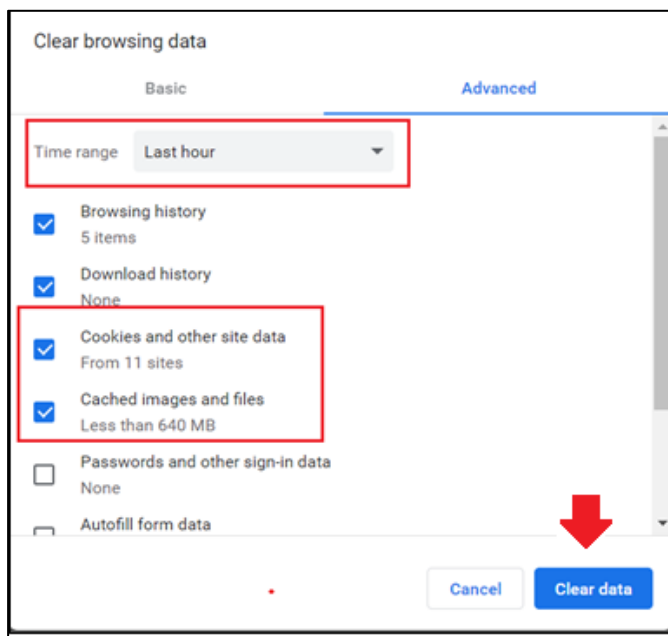 Clear browsing data
Basic Advanced
Time range Last hour
Browsing history
5 items
Download history
None
Cookies and other site data
From 11 sites
Cached images and files
Less than 640 MB
Passwords and other sign-in data
None
Autofill form data
Cancel Clear data